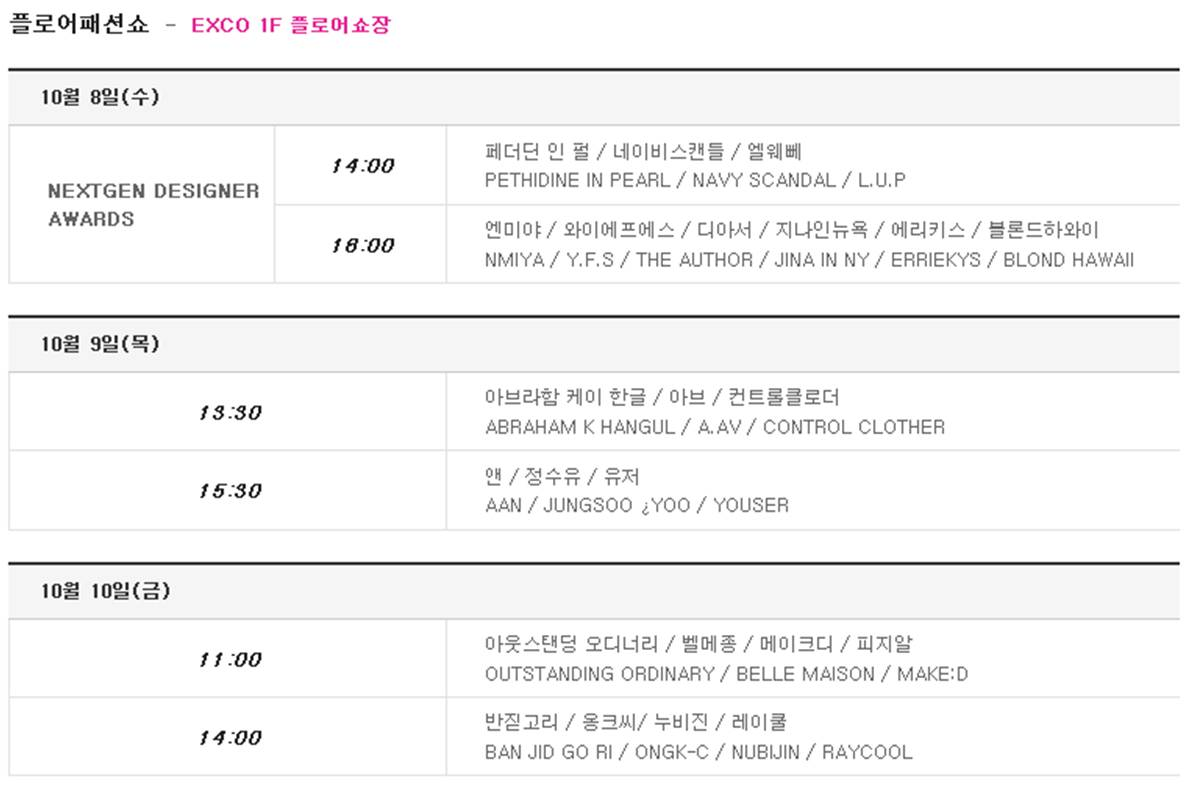 플로어패션쇼 - EXCO 1F 플로어쇼장
10월 8일(수)
NEXTGEN DESIGNER
AWARDS
14:00
페더딘 인 펄 / 네이비스캔들 / 엘웨뻬
PETHIDINE IN PEARL / NAVY SCANDAL / L.U.P
16:00
엔미야 / 와이에프에스 / 디아서 / 지나인뉴욕 / 에리키스 / 블론드하와이
NMIYA / Y.F.S / THE AUTHOR / JINA IN NY / ERRIEKYS / BLOND HAWAII
10월 9일(목)
13:30
아브라함 케이 한글 / 아브 / 컨트롤클로더
ABRAHAM K HANGUL / A.AV / CONTROL CLOTHER
15:30
앤 / 정수유 / 유저
AAN / JUNGSOO ¿YOO / YOUSER
10월 10일(금)
11:00
아웃스탠딩 오디너리 / 벨메종 / 메이크디 / 피지알
OUTSTANDING ORDINARY / BELLE MAISON / MAKE:D
14:00
반짇고리 / 옹크씨/ 누비진 / 레이쿨
BAN JID GO RI / ONGK-C / NUBIJIN / RAYCOOL